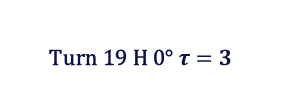 Turn 19 H 0° τ = 3